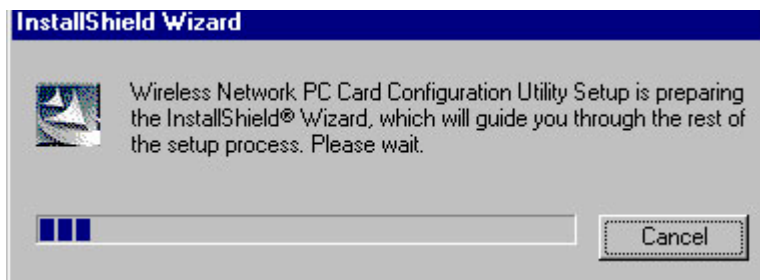 InstallShield Wizard
Wireless Network PC Card Configuration Utility Setup is preparing
the InstallShield® Wizard, which will guide you through the rest of
the setup process. Please wait.
Cancel